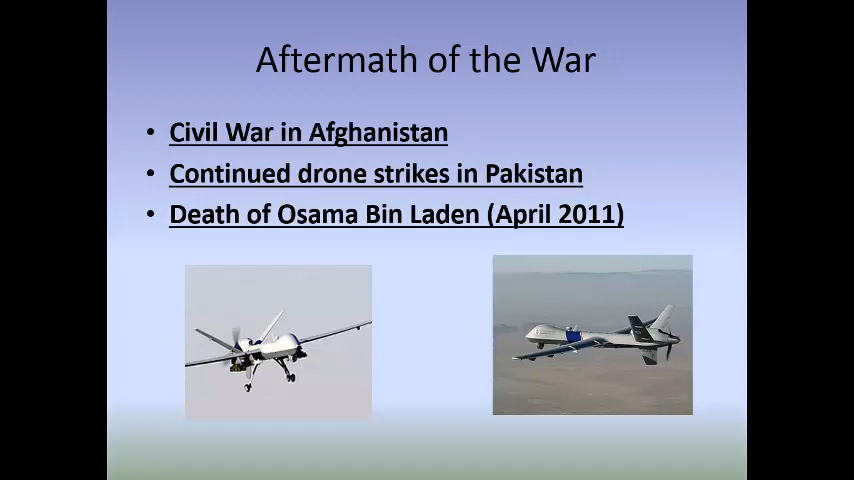 Aftermath of the War
• Civil War in Afghanistan
• Continued drone strikes in Pakistan
• Death of Osama Bin Laden (April 2011)